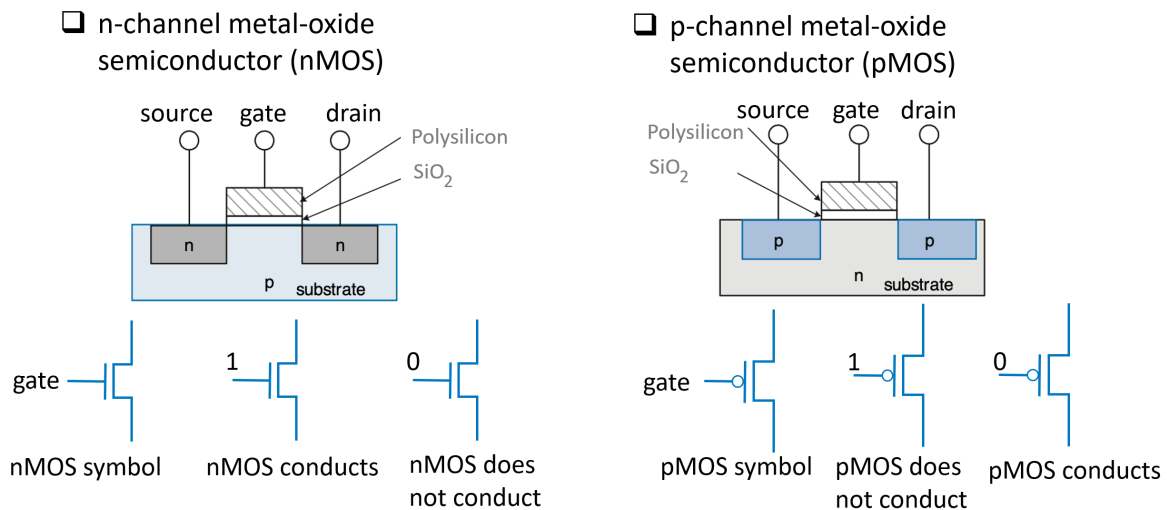 ❑ n-channel metal-oxide
semiconductor (nMOS)
source gate drain
Polysilicon
SiO₂
n n
p substrate
gate
1
0
nMOS symbol
nMOS conducts
nMOS does
not conduct
❑ p-channel metal-oxide
semiconductor (pMOS)
source gate drain
Polysilicon
SiO₂
p p
n substrate
gate
1
0
pMOS symbol
pMOS does
not conduct
pMOS conducts